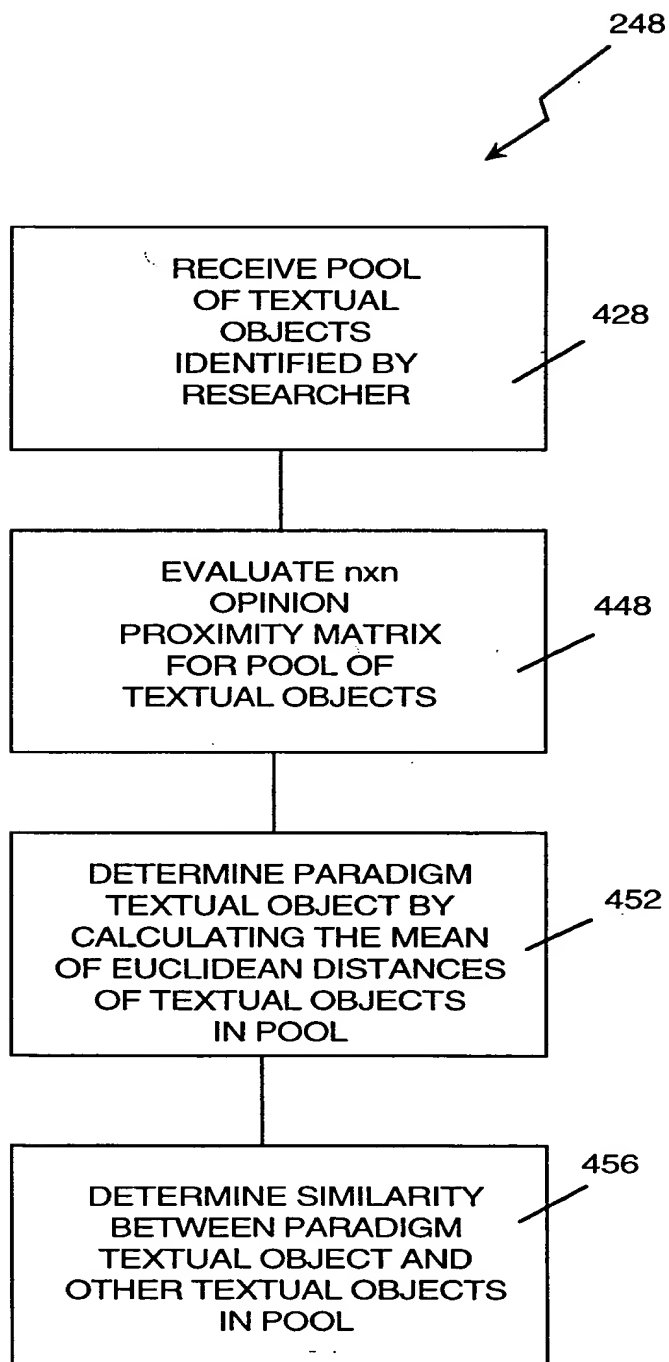 248
RECEIVE POOL
OF TEXTUAL
OBJECTS
IDENTIFIED BY
RESEARCHER
428
EVALUATE nxn
OPINION
PROXIMITY MATRIX
FOR POOL OF
TEXTUAL OBJECTS
448
DETERMINE PARADIGM
TEXTUAL OBJECT BY
CALCULATING THE MEAN
OF EUCLIDEAN DISTANCES
OF TEXTUAL OBJECTS
IN POOL
452
DETERMINE SIMILARITY
BETWEEN PARADIGM
TEXTUAL OBJECT AND
OTHER TEXTUAL OBJECTS
IN POOL
456